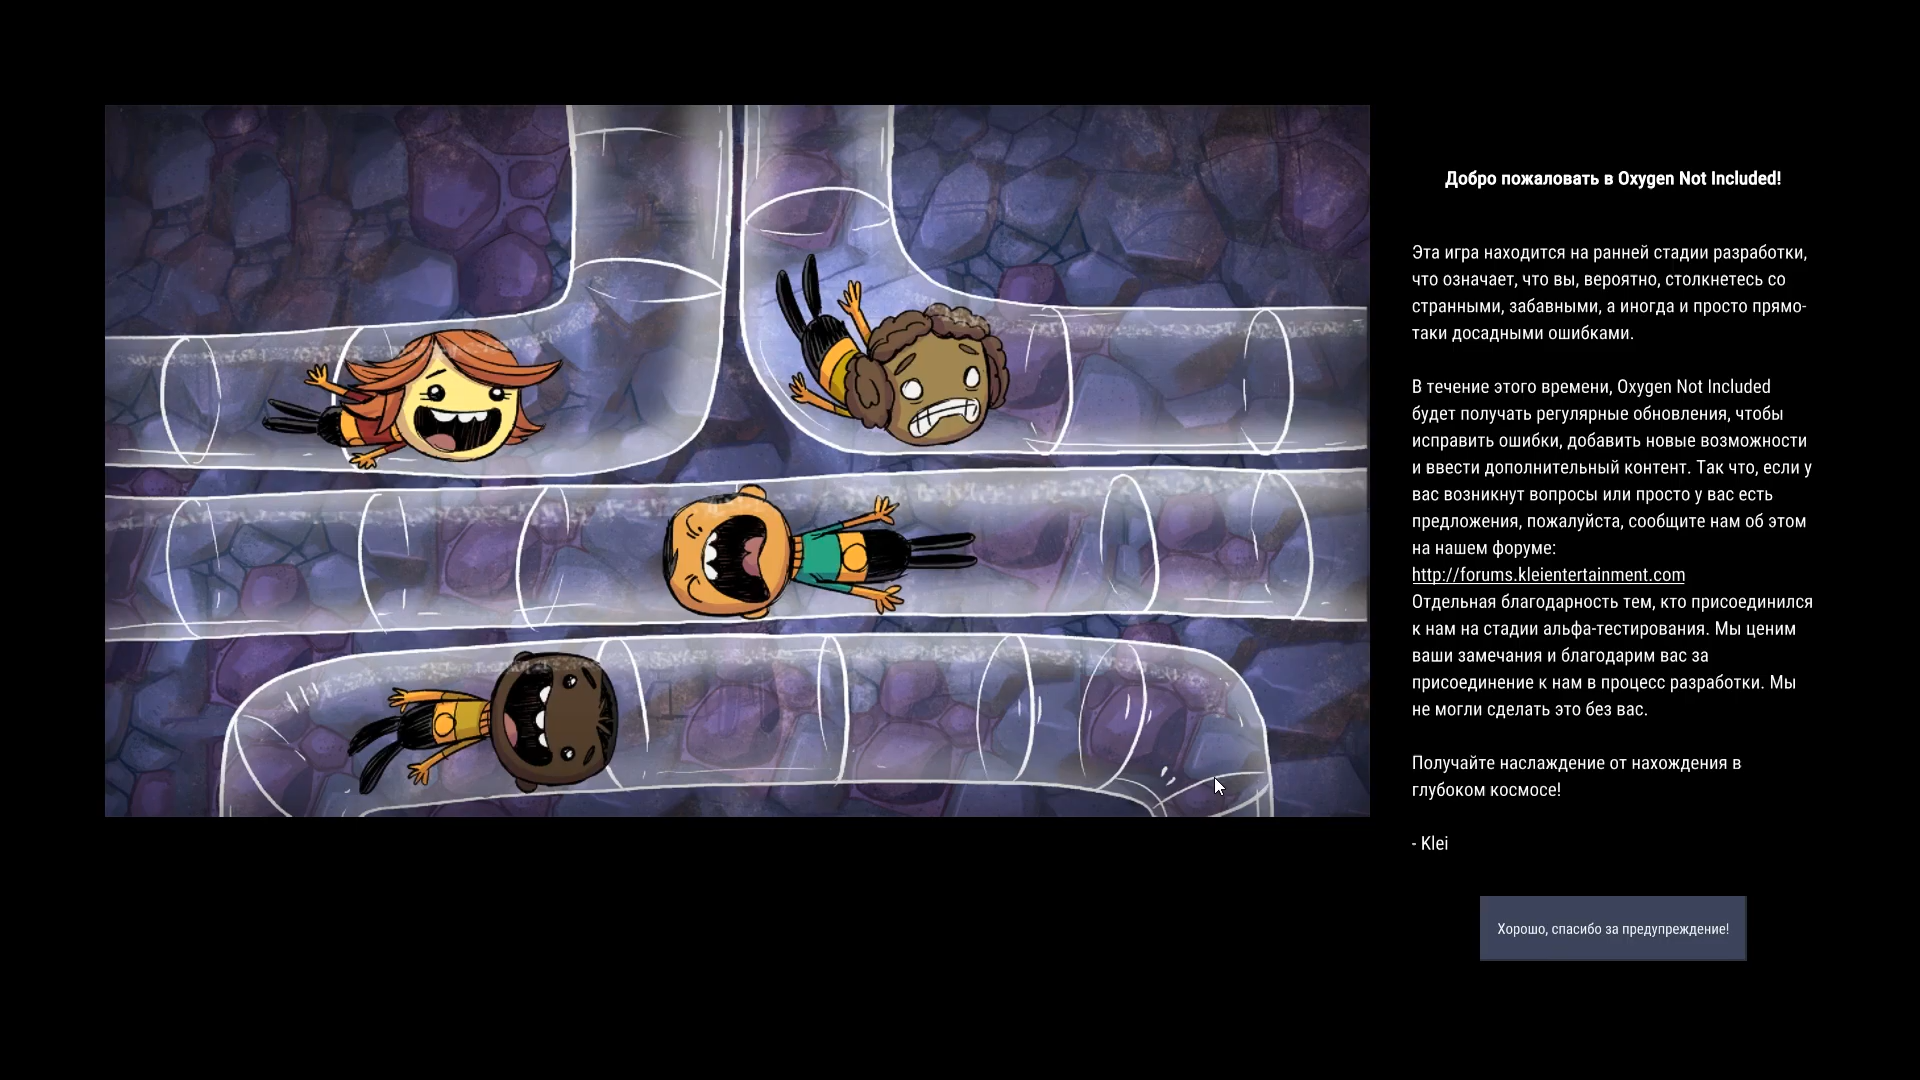 Добро пожаловать в Oxygen Not Included!
Эта игра находится на ранней стадии разработки,
что означает, что вы, вероятно, столкнетесь со
странными, забавными, а иногда и просто прямо-
таки досадными ошибками.
В течение этого времени, Oxygen Not Included
будет получать регулярные обновления, чтобы
исправить ошибки, добавить новые возможности
и ввести дополнительный контент. Так что, если у
вас возникнут вопросы или просто у вас есть
предложения, пожалуйста, сообщите нам об этом
на нашем форуме:
http://forums.kleientertainment.com
Отдельная благодарность тем, кто присоединился
к нам на стадии альфа-тестирования. Мы ценим
ваши замечания и благодарим вас за
присоединение к нам в процесс разработки. Мы
не могли сделать это без вас.
Получайте наслаждение от нахождения в
глубоком космосе!
- Klei
Хорошо, спасибо за предупреждение!